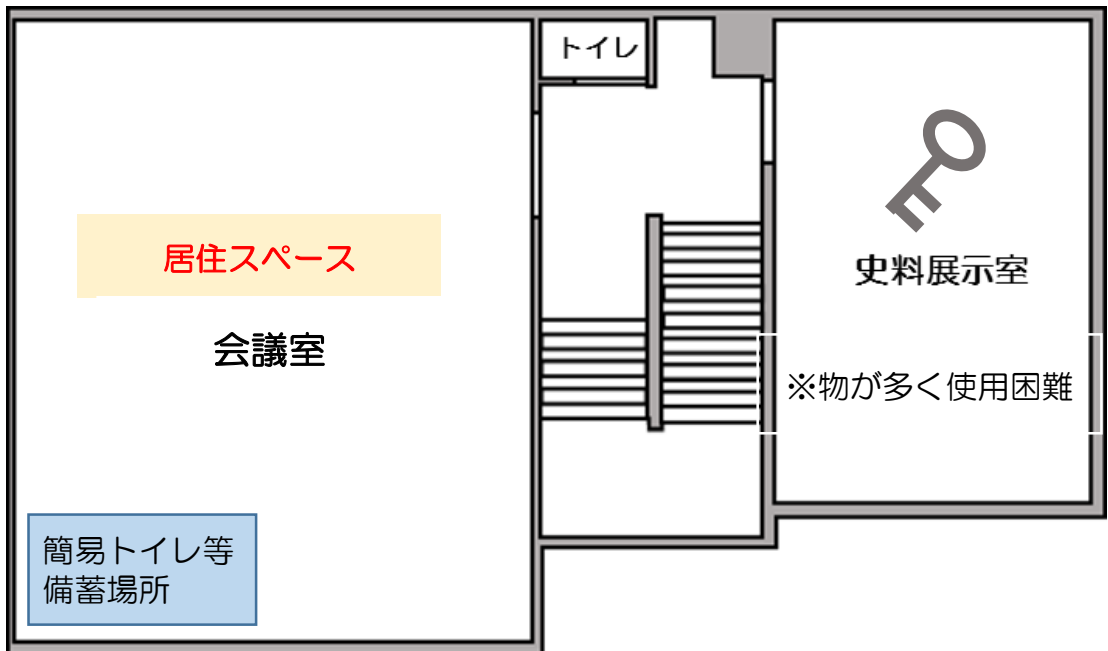 トイレ
居住スペース
会議室
史料展示室
※物が多く使用困難
簡易トイレ等
備蓄場所